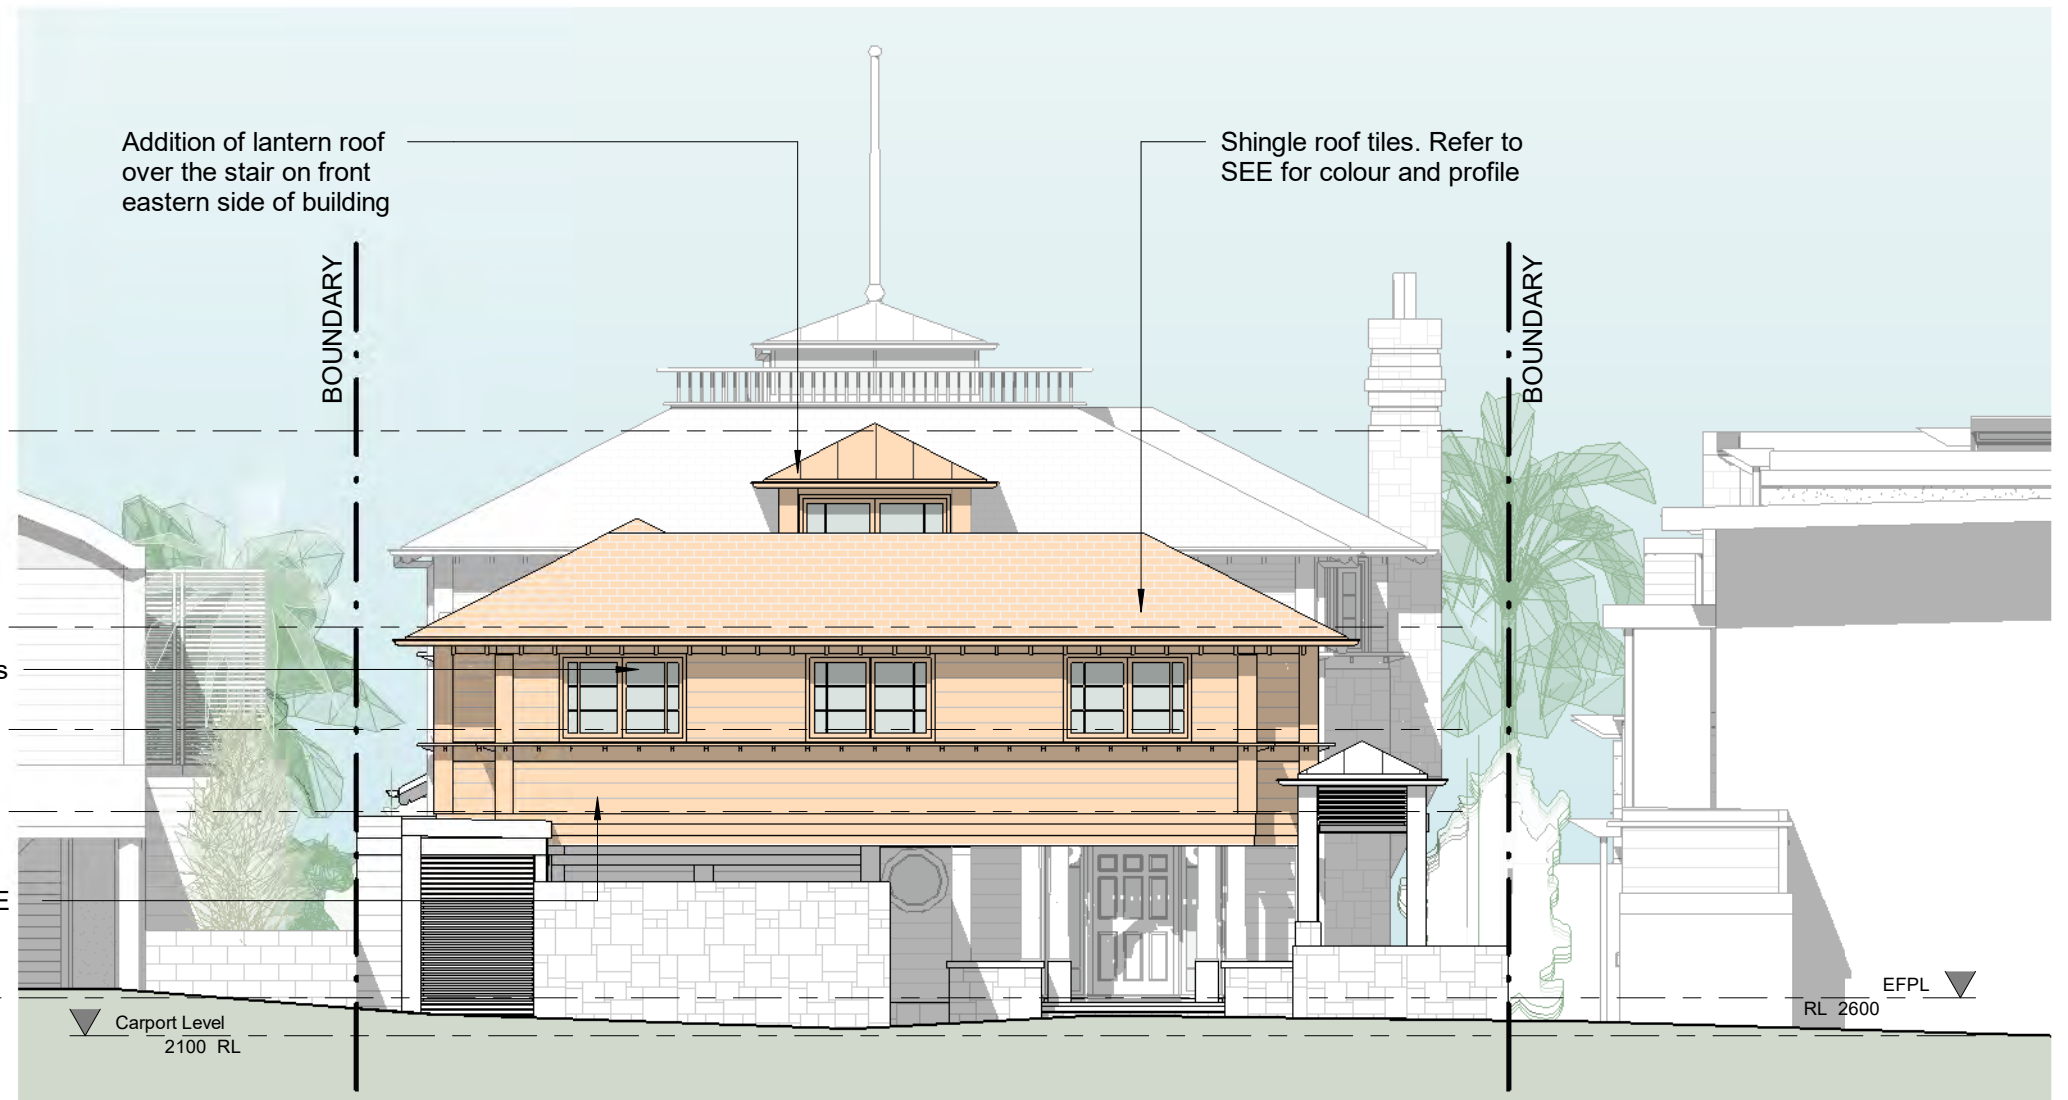 Addition of lantern roof
over the stair on front
eastern side of building
Shingle roof tiles. Refer to
SEE for colour and profile
BOUNDARY
BOUNDARY
s
E
EFPL
RL 2600
Carport Level
2100 RL